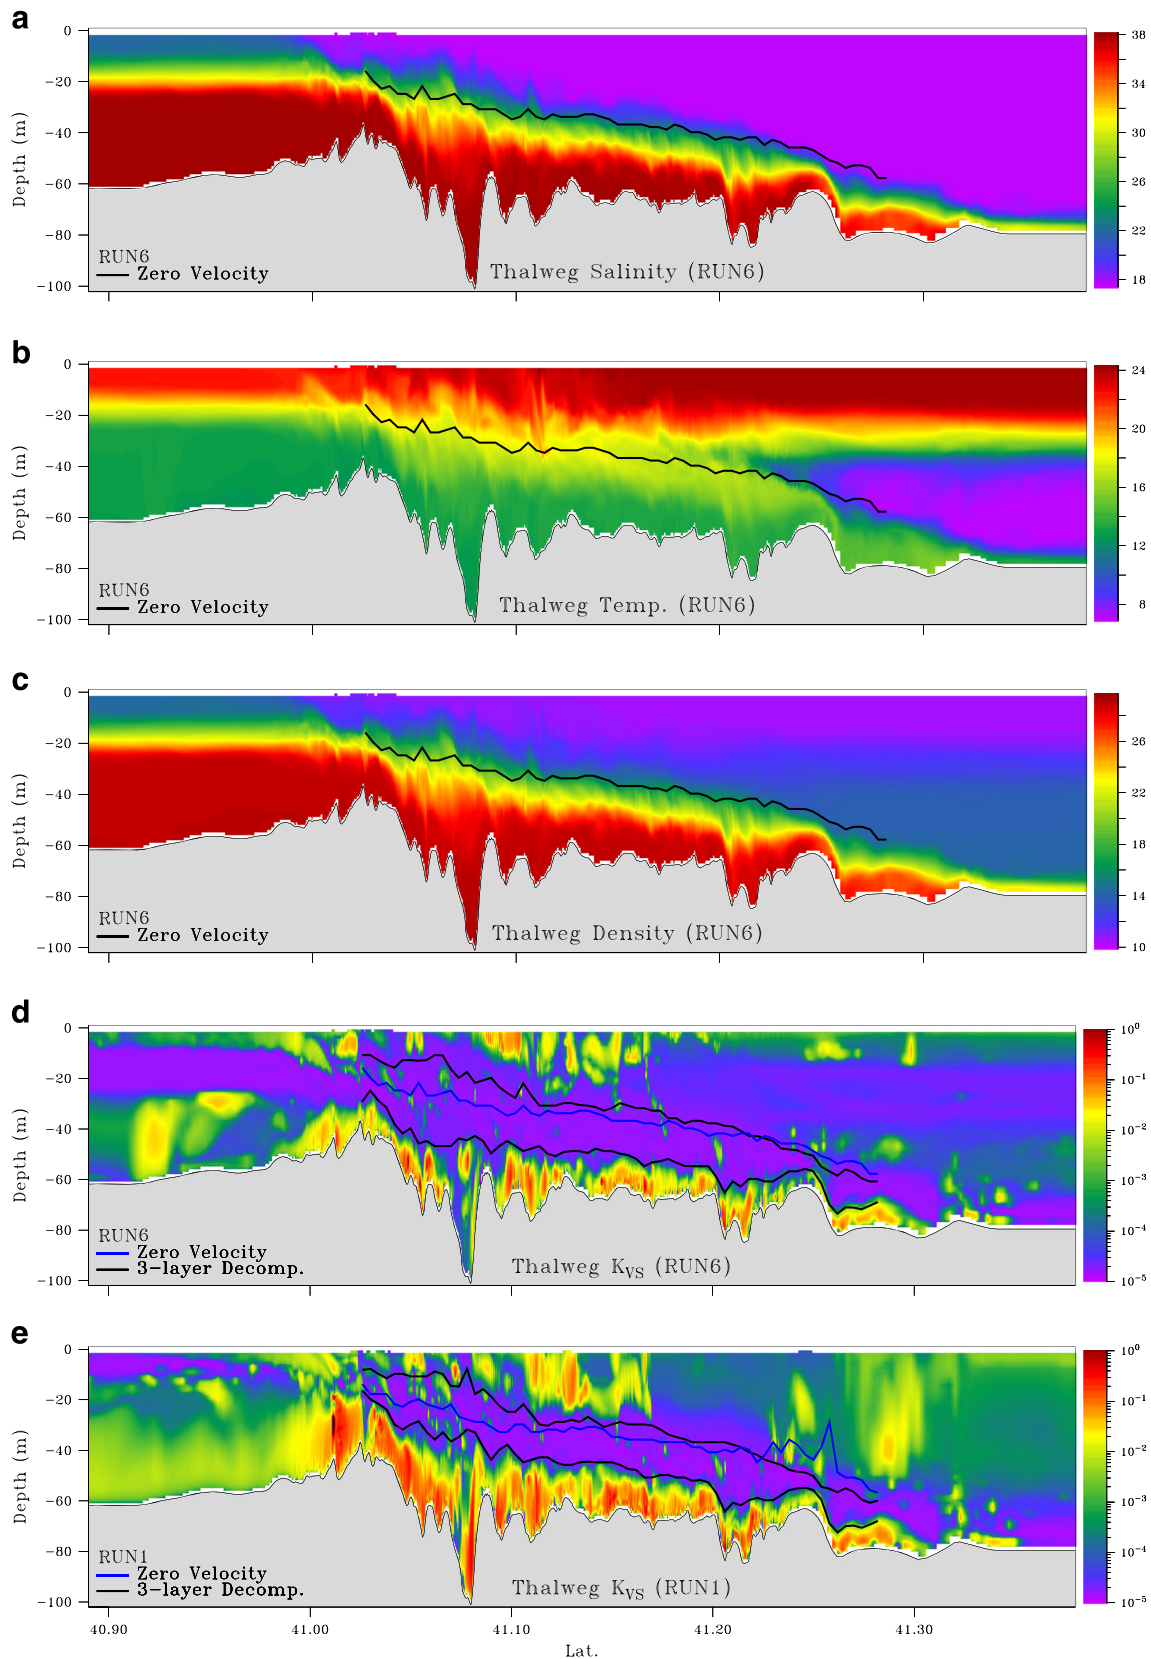 a
0
−20
−40
−60
−80
−100
Depth (m)
RUN6
Zero Velocity
Thalweg Salinity (RUN6)
38
34
30
26
22
18
b
0
−20
−40
−60
−80
−100
Depth (m)
RUN6
Zero Velocity
Thalweg Temp. (RUN6)
24
20
16
12
8
c
0
−20
−40
−60
−80
−100
Depth (m)
RUN6
Zero Velocity
Thalweg Density (RUN6)
26
22
18
14
10
d
0
−20
−40
−60
−80
−100
Depth (m)
RUN6
Zero Velocity
3−layer Decomp.
Thalweg K_VS (RUN6)
10^0
10^−1
10^−2
10^−3
10^−4
10^−5
e
0
−20
−40
−60
−80
−100
Depth (m)
RUN1
Zero Velocity
3−layer Decomp.
Thalweg K_VS (RUN1)
10^0
10^−1
10^−2
10^−3
10^−4
10^−5
40.90 41.00 41.10 41.20 41.30
Lat.